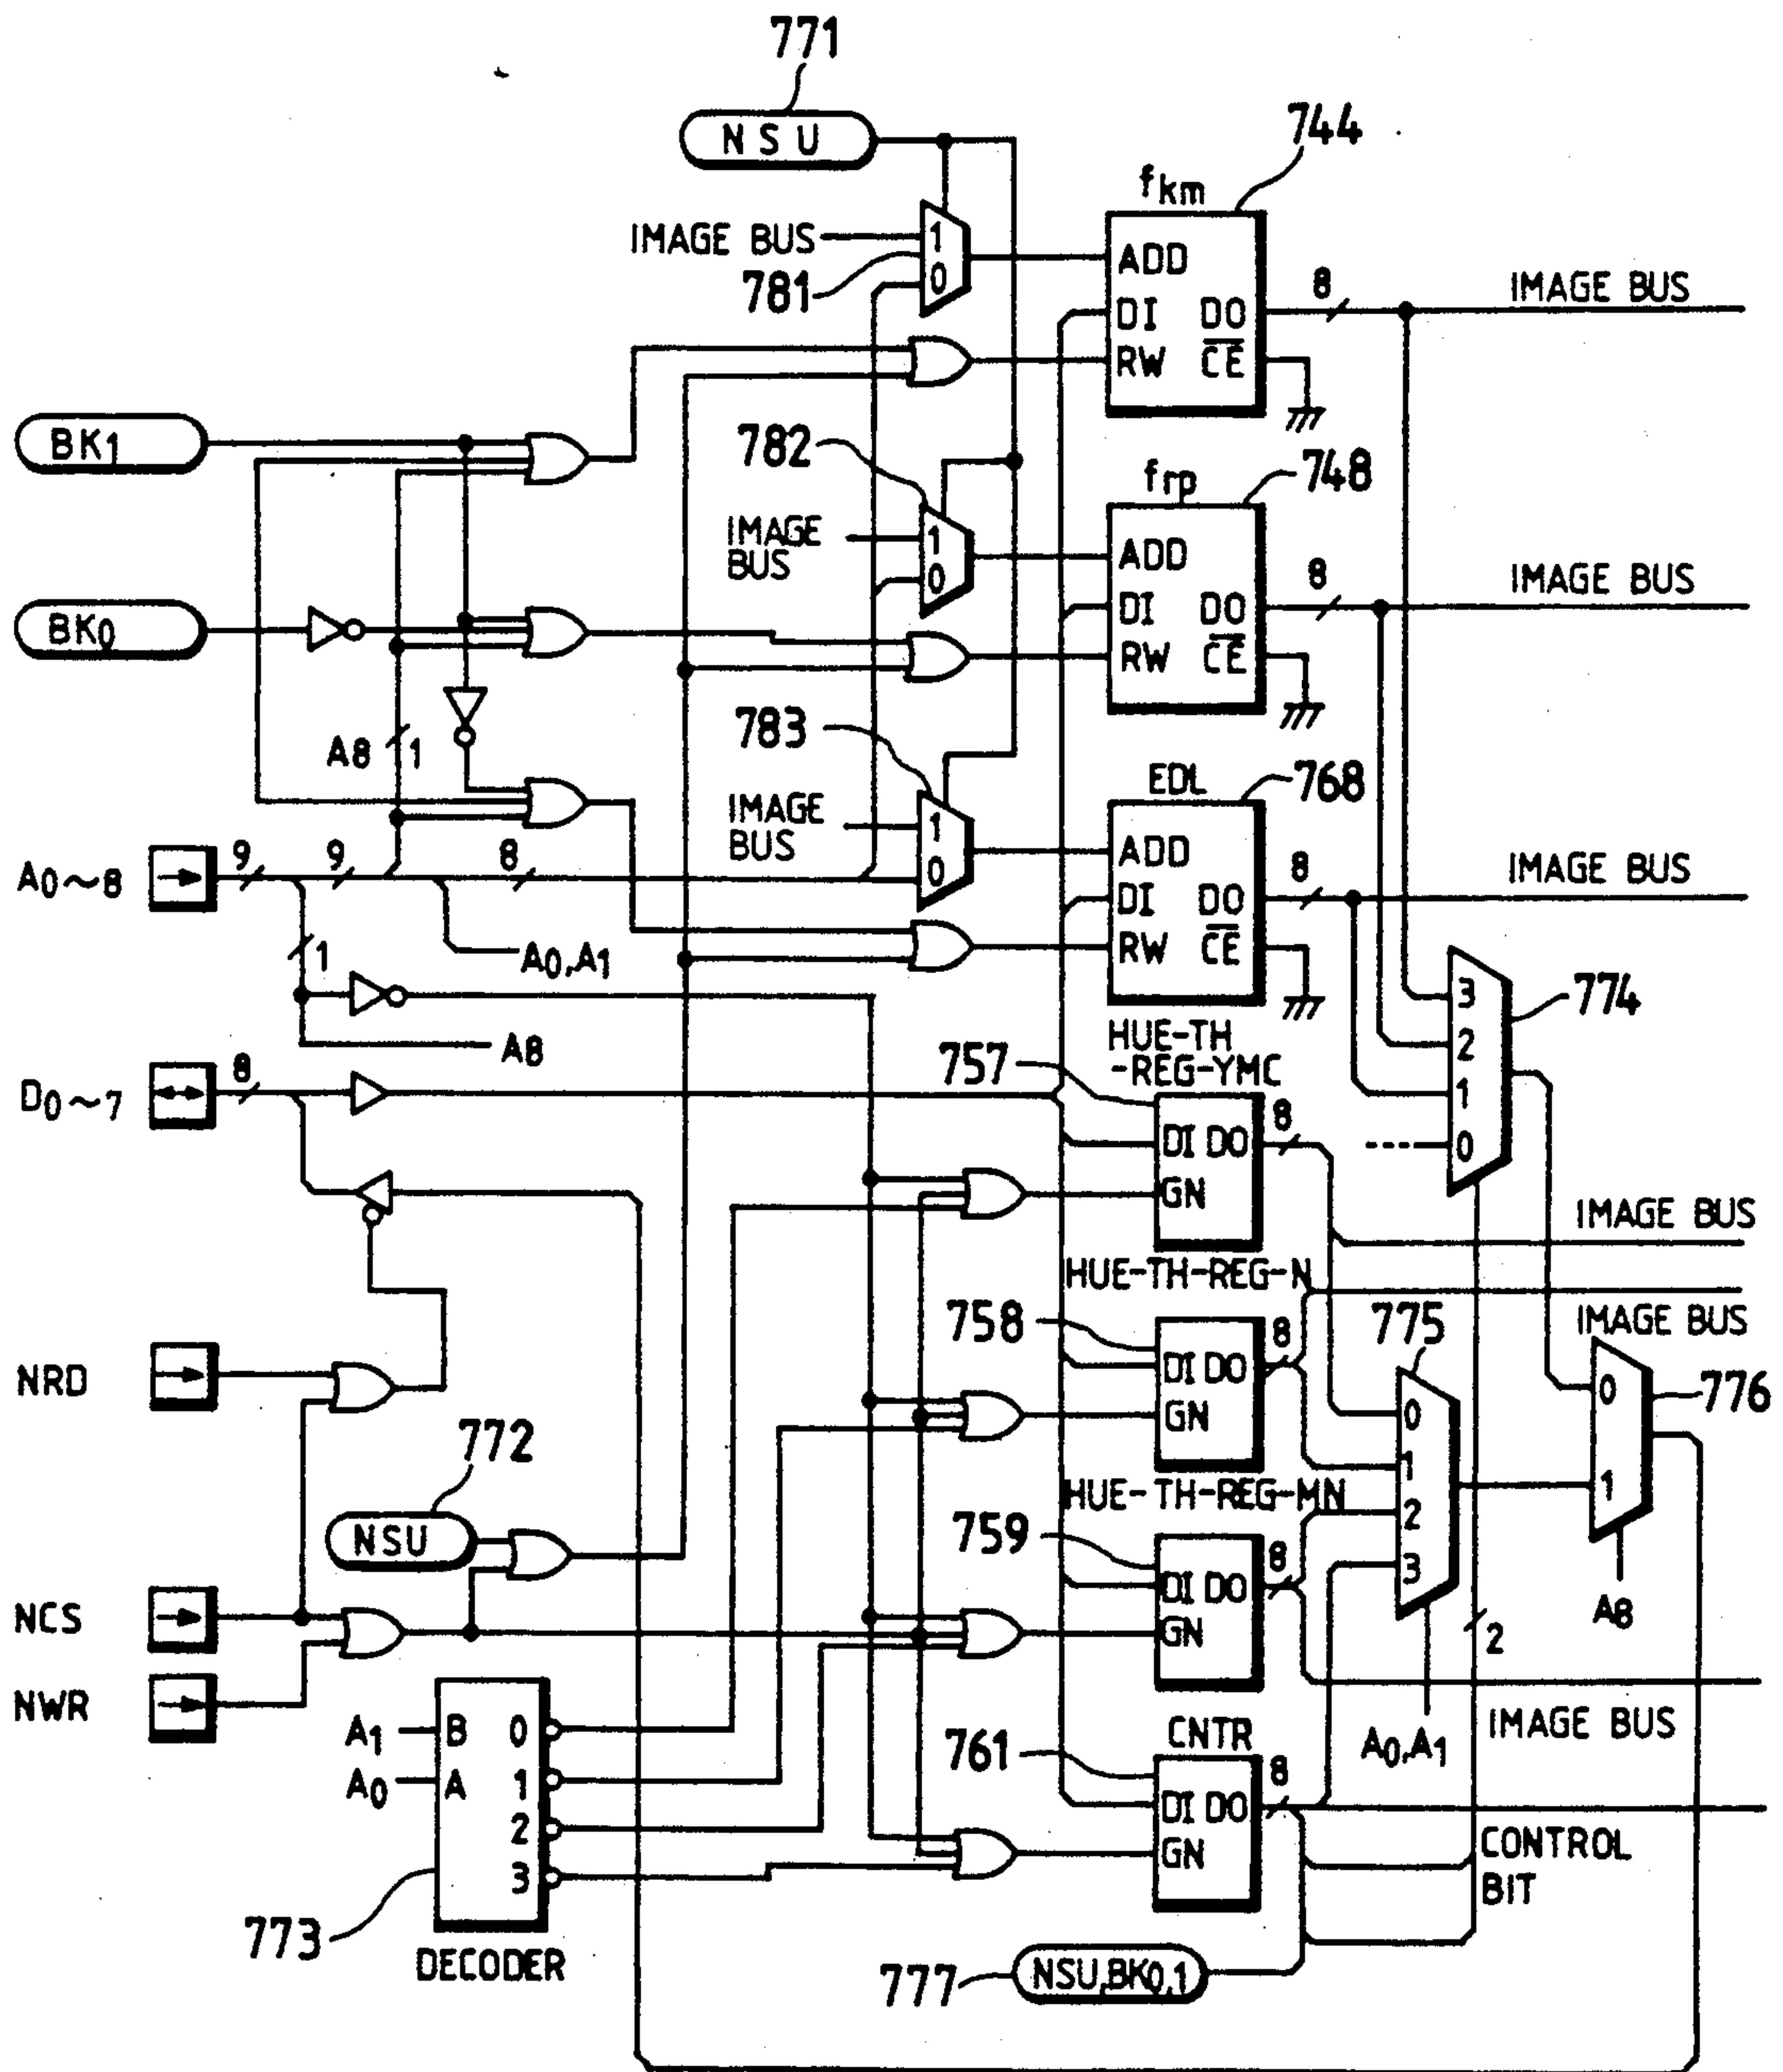 771
NSU
744
fkm
IMAGE BUS
1
781
0
ADD
DI DO
RW CE
8
IMAGE BUS
BK1
782
frp
748
IMAGE
BUS
1
0
ADD
DI DO
RW CE
8
IMAGE BUS
BK0
783
A8
1
EDL
768
IMAGE
BUS
1
0
ADD
DI DO
RW CE
8
IMAGE BUS
A0~8
9
9
8
1
A0,A1
A8
3
2
1
0
774
D0~7
8
757
HUE-TH
-REG-YMC
DI DO
GN
8
IMAGE BUS
HUE-TH-REG-N
758
DI DO
GN
8
IMAGE BUS
775
0
1
2
3
776
0
1
NRD
772
NSU
HUE-TH-REG-MN
759
DI DO
GN
8
A8
2
NCS
NWR
A1
B
0
A0
A
1
2
3
773
DECODER
CNTR
761
DI DO
GN
8
A0,A1
IMAGE BUS
CONTROL
BIT
777
NSU,BK0,1